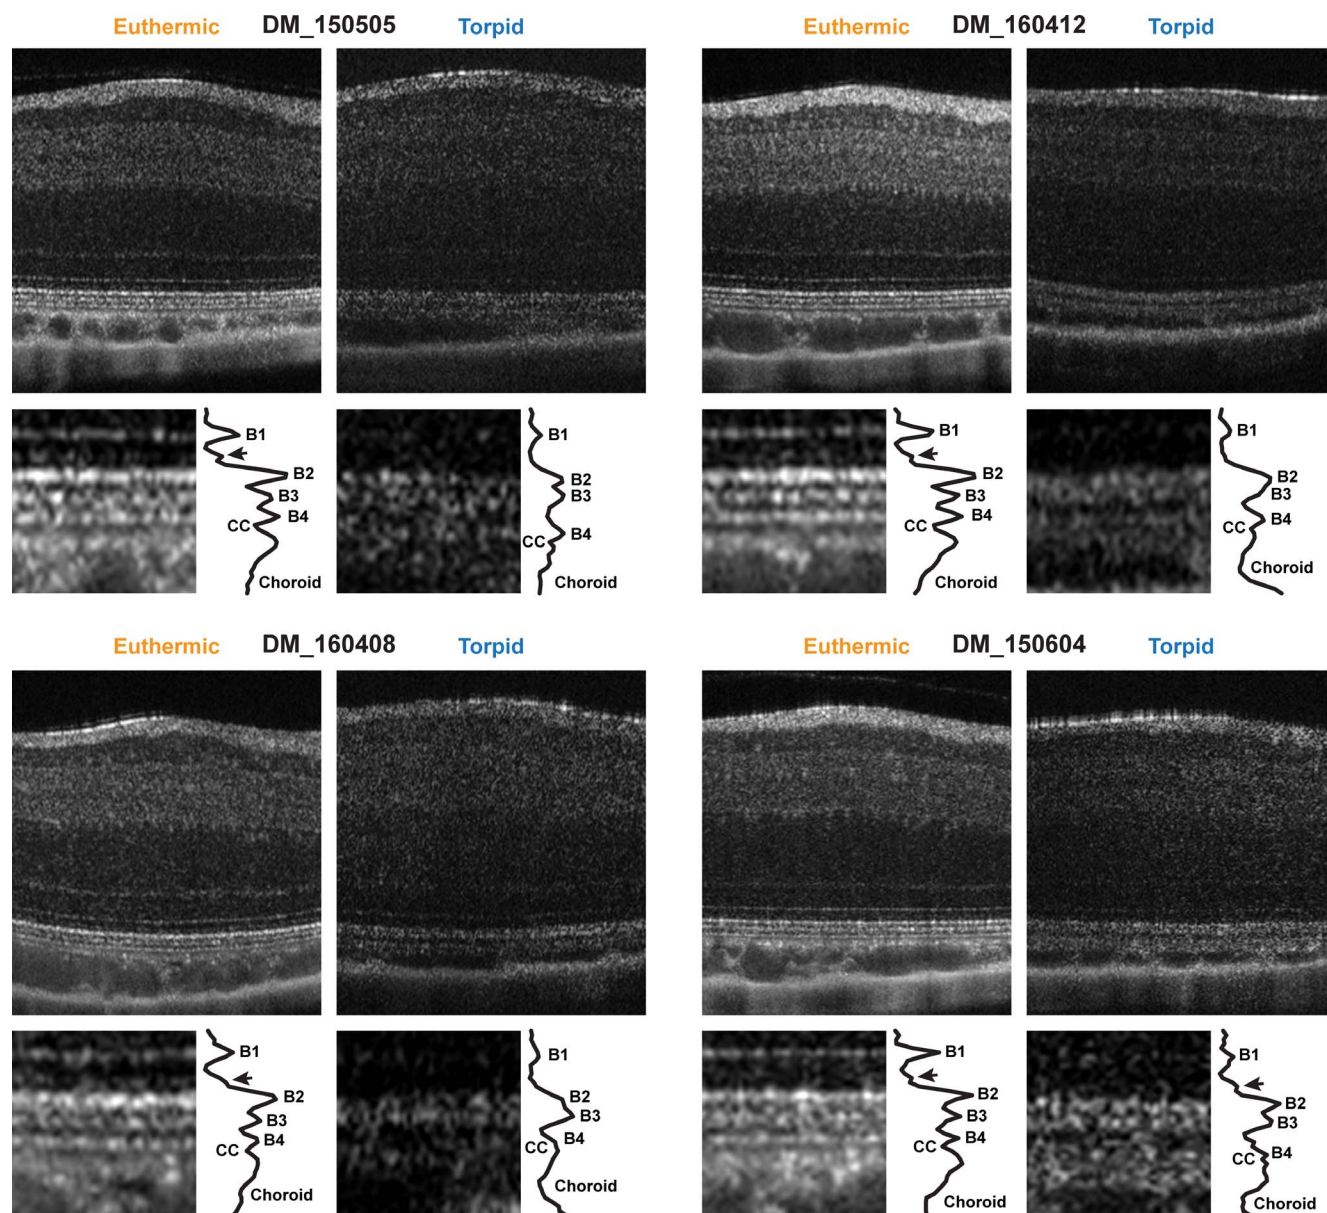 Euthermic DM_150505 Torpid
B1
B2
B3
B4
CC
Choroid
B1
B2
B3
B4
CC
Choroid
Euthermic DM_160412 Torpid
B1
B2
B3
B4
CC
Choroid
B1
B2
B3
B4
CC
Choroid
Euthermic DM_160408 Torpid
B1
B2
B3
B4
CC
Choroid
B1
B2
B3
B4
CC
Choroid
Euthermic DM_150604 Torpid
B1
B2
B3
B4
CC
Choroid
B1
B2
B3
B4
CC
Choroid